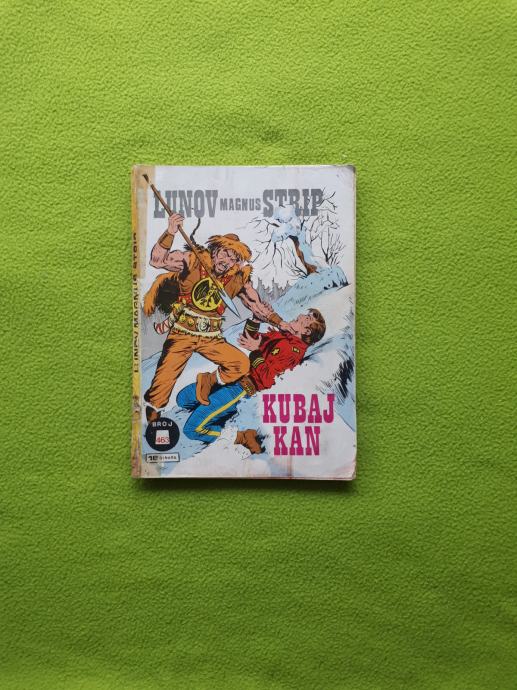 LUNOV MAGNUS STRIP
LUNOV MAGNUS STRIP
KUBAJ
KAN
BROJ
463